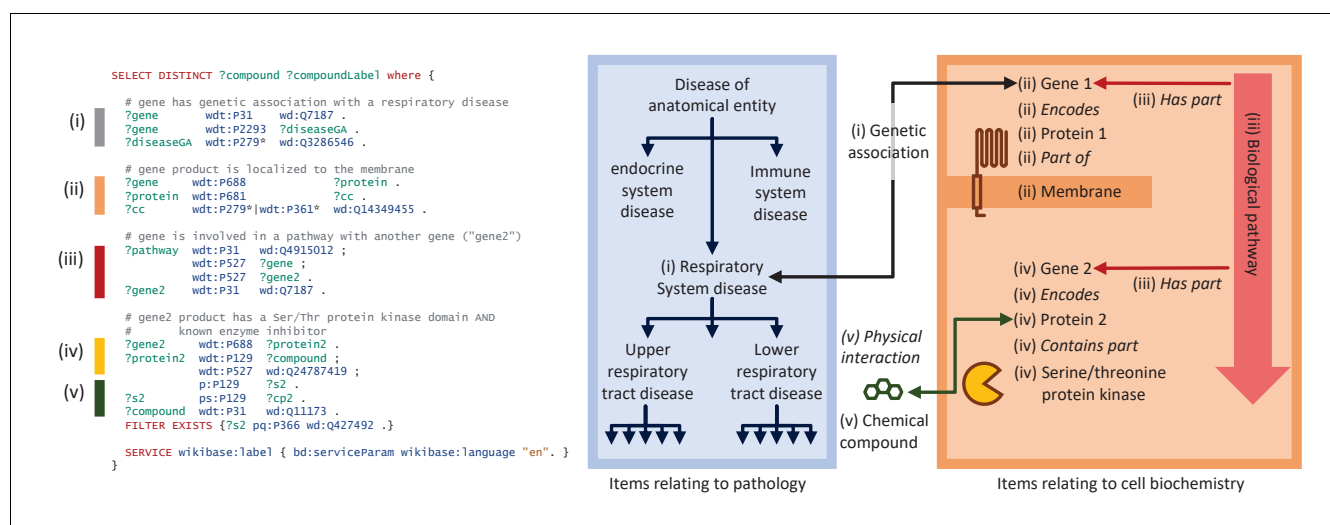 SELECT DISTINCT ?compound ?compoundLabel where {
# gene has genetic association with a respiratory disease
(i)
?gene wdt:P31 wd:Q7187 .
?gene wdt:P2293 ?diseaseGA .
?diseaseGA wdt:P279* wd:Q3286546 .
# gene product is localized to the membrane
(ii)
?gene wdt:P688 ?protein .
?protein wdt:P681 ?cc .
?cc wdt:P279*|wdt:P361* wd:Q14349455 .
# gene is involved in a pathway with another gene ("gene2")
(iii)
?pathway wdt:P31 wd:Q4915012 ;
wdt:P527 ?gene ;
wdt:P527 ?gene2 .
?gene2 wdt:P31 wd:Q7187 .
# gene2 product has a Ser/Thr protein kinase domain AND
# known enzyme inhibitor
(iv)
?gene2 wdt:P688 ?protein2 .
?protein2 wdt:P129 ?compound ;
wdt:P527 wd:Q24787419 ;
(v)
p:P129 ?s2 .
?s2 ps:P129 ?cp2 .
?compound wdt:P31 wd:Q11173 .
FILTER EXISTS {?s2 pq:P366 wd:Q427492 .}
SERVICE wikibase:label { bd:serviceParam wikibase:language "en". }
}
Disease of
anatomical entity
endocrine
system
disease
Immune
system
disease
(i) Respiratory
System disease
Upper
respiratory
tract disease
Lower
respiratory
tract disease
Items relating to pathology
(i) Genetic
association
(v) Physical
interaction
(v) Chemical
compound
(ii) Gene 1
(ii) Encodes
(ii) Protein 1
(ii) Part of
(ii) Membrane
(iii) Has part
(iii) Biological pathway
(iv) Gene 2
(iii) Has part
(iv) Encodes
(iv) Protein 2
(iv) Contains part
(iv) Serine/threonine
protein kinase
Items relating to cell biochemistry